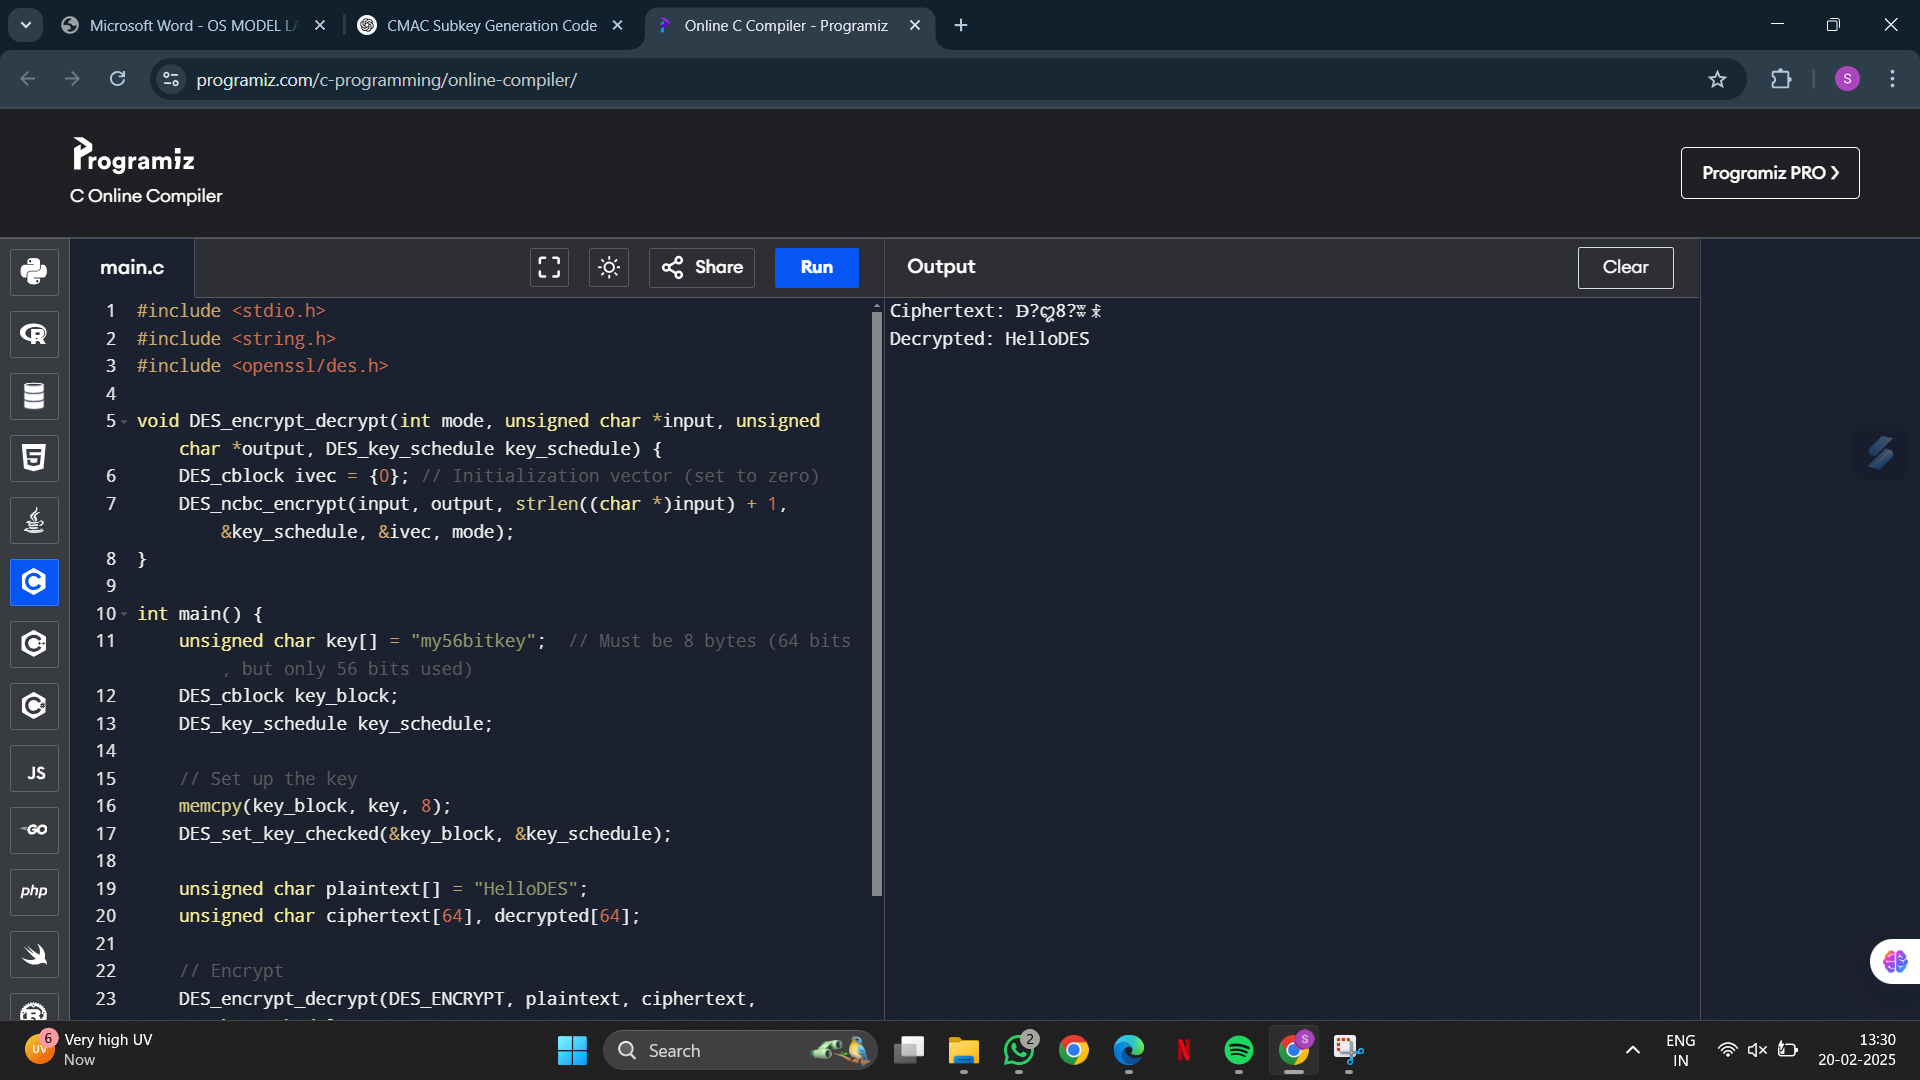 Microsoft Word - OS MODEL LA
CMAC Subkey Generation Code
Online C Compiler - Programiz
programiz.com/c-programming/online-compiler/
S
Programiz
C Online Compiler
Programiz PRO
main.c
Share
Run
Output
Clear
1 #include <stdio.h>
2 #include <string.h>
3 #include <openssl/des.h>
4
5 void DES_encrypt_decrypt(int mode, unsigned char *input, unsigned
char *output, DES_key_schedule key_schedule) {
6 DES_cblock ivec = {0}; // Initialization vector (set to zero)
7 DES_ncbc_encrypt(input, output, strlen((char *)input) + 1,
&key_schedule, &ivec, mode);
8 }
9
10 int main() {
11 unsigned char key[] = "my56bitkey"; // Must be 8 bytes (64 bits
, but only 56 bits used)
12 DES_cblock key_block;
13 DES_key_schedule key_schedule;
14
15 // Set up the key
16 memcpy(key_block, key, 8);
17 DES_set_key_checked(&key_block, &key_schedule);
18
19 unsigned char plaintext[] = "HelloDES";
20 unsigned char ciphertext[64], decrypted[64];
21
22 // Encrypt
23 DES_encrypt_decrypt(DES_ENCRYPT, plaintext, ciphertext,
Ciphertext:
Decrypted: HelloDES
JS
GO
php
6
UV
Very high UV
Now
Search
2
N
S
ENG
IN
13:30
20-02-2025